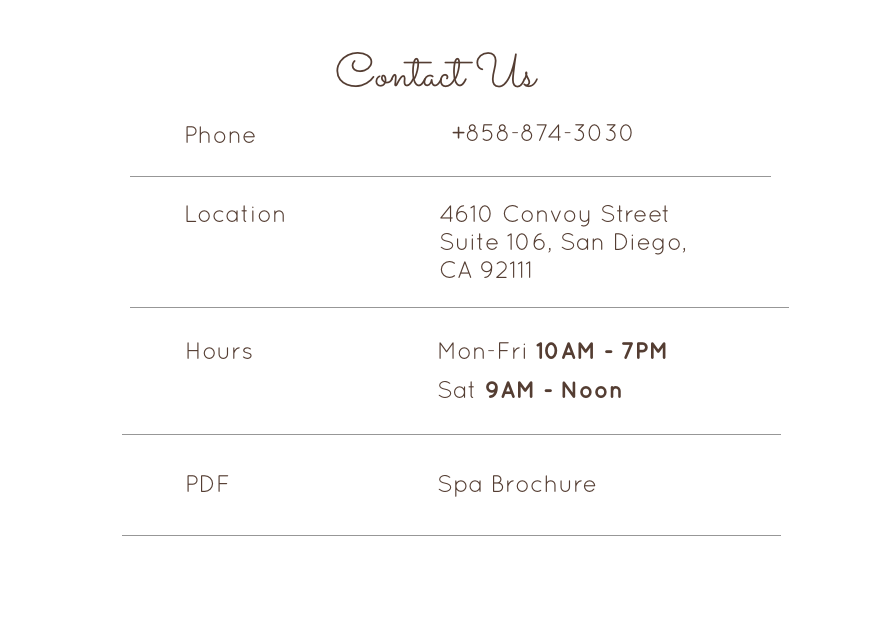 Contact Us
Phone
+858-874-3030
Location
4610 Convoy Street
Suite 106, San Diego,
CA 92111
Hours
Mon-Fri 10AM - 7PM
Sat 9AM - Noon
PDF
Spa Brochure